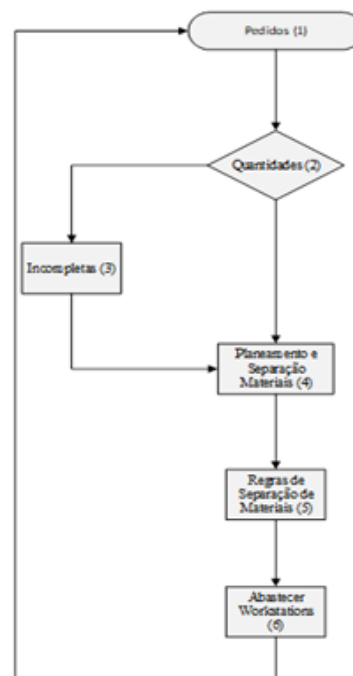 Pedidos (1)
Quantidades (2)
Incompletas (3)
Planeamento e
Separação
Materiais (4)
Regras de
Separação de
Materiais (5)
Abastecer
Workstations
(6)